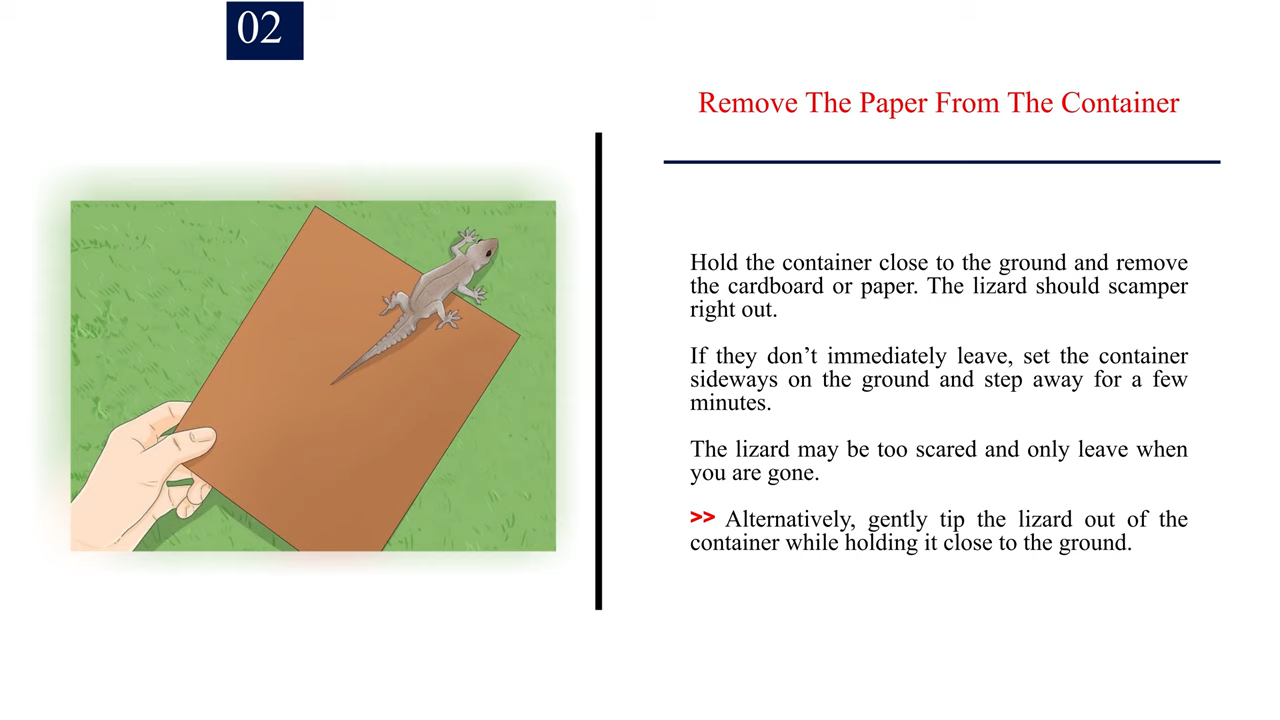 02
Remove The Paper From The Container
Hold the container close to the ground and remove
the cardboard or paper. The lizard should scamper
right out.
If they don’t immediately leave, set the container
sideways on the ground and step away for a few
minutes.
The lizard may be too scared and only leave when
you are gone.
>> Alternatively, gently tip the lizard out of the
container while holding it close to the ground.